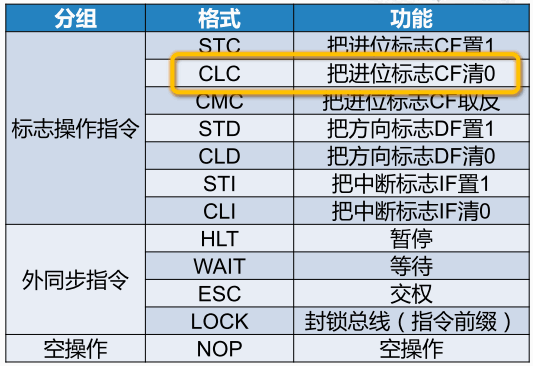 分组 格式 功能
STC 把进位标志CF置1
CLC 把进位标志CF清0
CMC 把进位标志CF取反
标志操作指令 STD 把方向标志DF置1
CLD 把方向标志DF清0
STI 把中断标志IF置1
CLI 把中断标志IF清0
HLT 暂停
外同步指令 WAIT 等待
ESC 交权
LOCK 封锁总线（指令前缀）
空操作 NOP 空操作